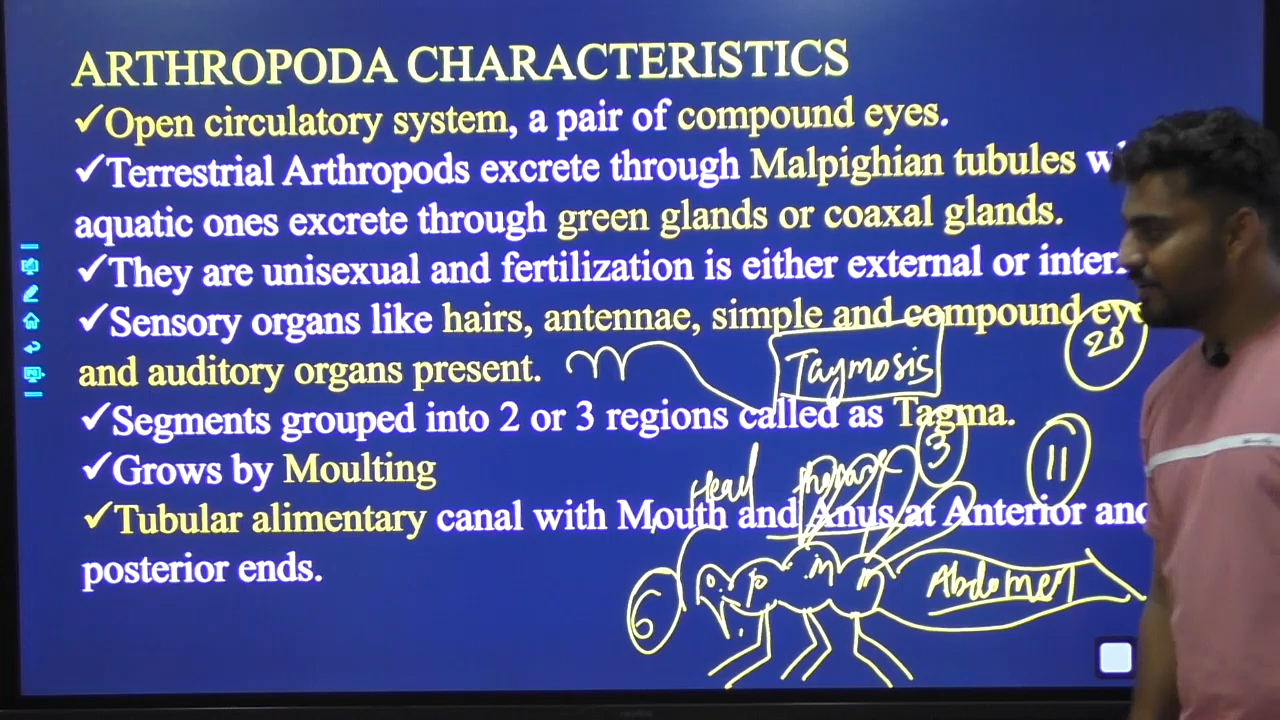 ARTHROPODA CHARACTERISTICS
✓Open circulatory system, a pair of compound eyes.
✓Terrestrial Arthropods excrete through Malpighian tubules
aquatic ones excrete through green glands or coaxal glands.
✓They are unisexual and fertilization is either external or inter
✓Sensory organs like hairs, antennae, simple and compound eye
20
and auditory organs present.
Taymosis
✓Segments grouped into 2 or 3 regions called as Tagma.
3
11
✓Grows by Moulting
Head thorax
✓Tubular alimentary canal with Mouth and Anus at Anterior and
posterior ends.
6 p m m Abdomen